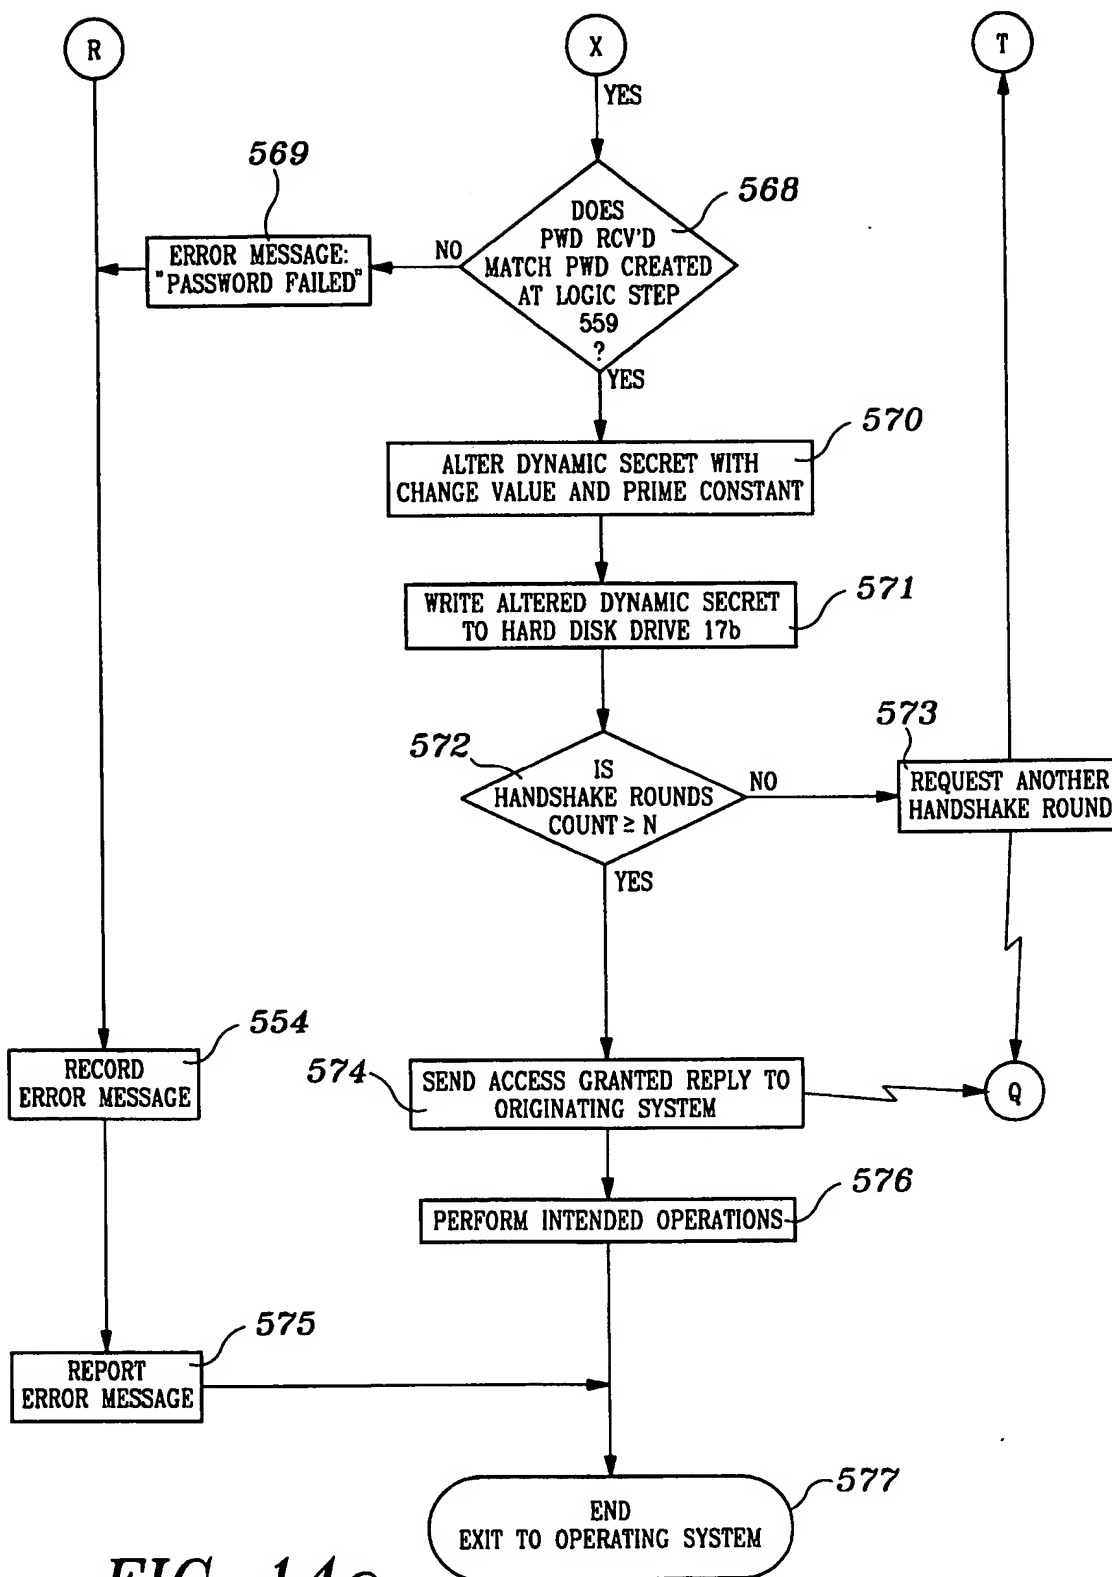 R
X
T
YES
569
568
ERROR MESSAGE:
"PASSWORD FAILED"
NO
DOES
PWD RCV'D
MATCH PWD CREATED
AT LOGIC STEP
559
?
YES
570
ALTER DYNAMIC SECRET WITH
CHANGE VALUE AND PRIME CONSTANT
571
WRITE ALTERED DYNAMIC SECRET
TO HARD DISK DRIVE 17b
572
IS
HANDSHAKE ROUNDS
COUNT ≥ N
NO
573
REQUEST ANOTHER
HANDSHAKE ROUND
YES
554
RECORD
ERROR MESSAGE
574
SEND ACCESS GRANTED REPLY TO
ORIGINATING SYSTEM
Q
576
PERFORM INTENDED OPERATIONS
575
REPORT
ERROR MESSAGE
577
END
EXIT TO OPERATING SYSTEM